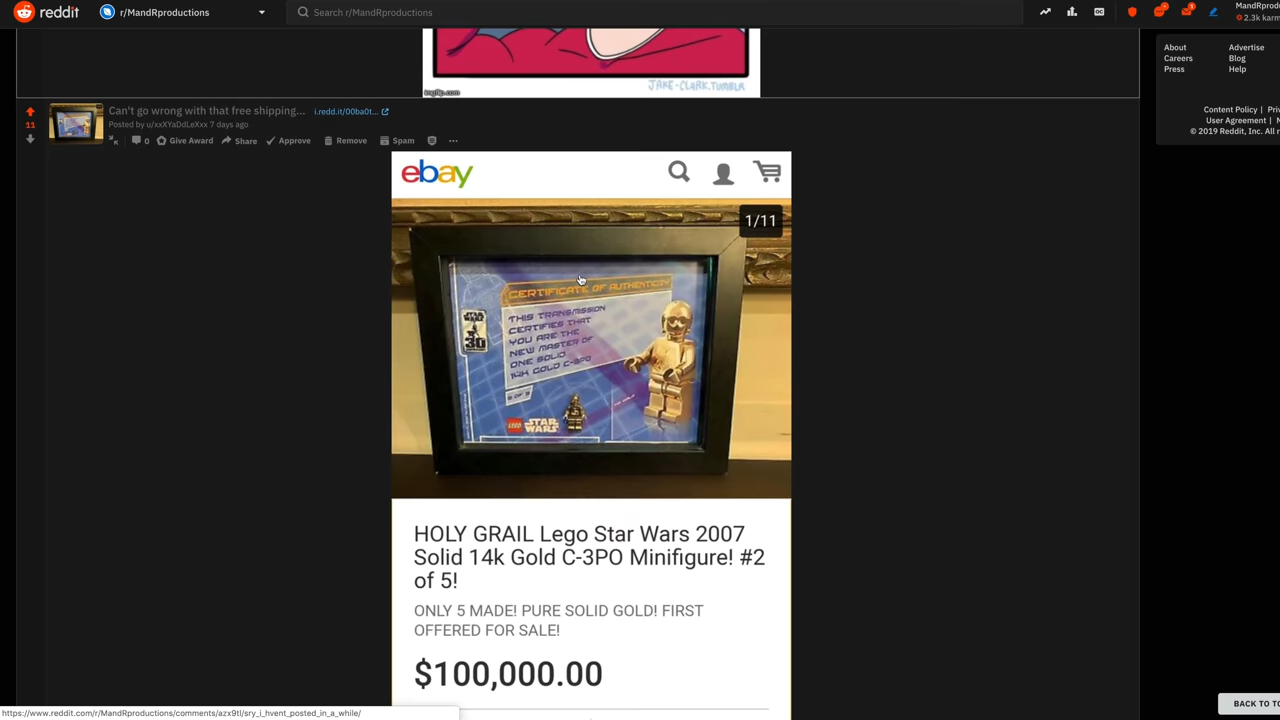 reddit
r/MandRproductions
Search r/MandRproductions
MandRprodu
2.3k karm
About
Advertise
Careers
Blog
Press
Help
JAKE-CLARK.TUMBLR
imgflip.com
Can't go wrong with that free shipping...
i.redd.it/00ba0t...
11
Posted by u/xxXYaDdLeXxx 7 days ago
0
Give Award
Share
Approve
Remove
Spam
Content Policy |
User Agreement |
© 2019 Reddit, Inc. All
ebay
1/11
CERTIFICATE OF AUTHENTICITY
THIS TRANSMISSION
CERTIFIES THAT
YOU ARE THE
NEW MASTER OF
ONE SOLID
14K GOLD C-3PO
STAR
WARS
30
LEGO
STAR
WARS
HOLY GRAIL Lego Star Wars 2007
Solid 14k Gold C-3PO Minifigure! #2
of 5!
ONLY 5 MADE! PURE SOLID GOLD! FIRST
OFFERED FOR SALE!
$100,000.00
https://www.reddit.com/r/MandRproductions/comments/azx9tl/sry_i_hvent_posted_in_a_while/
BACK TO